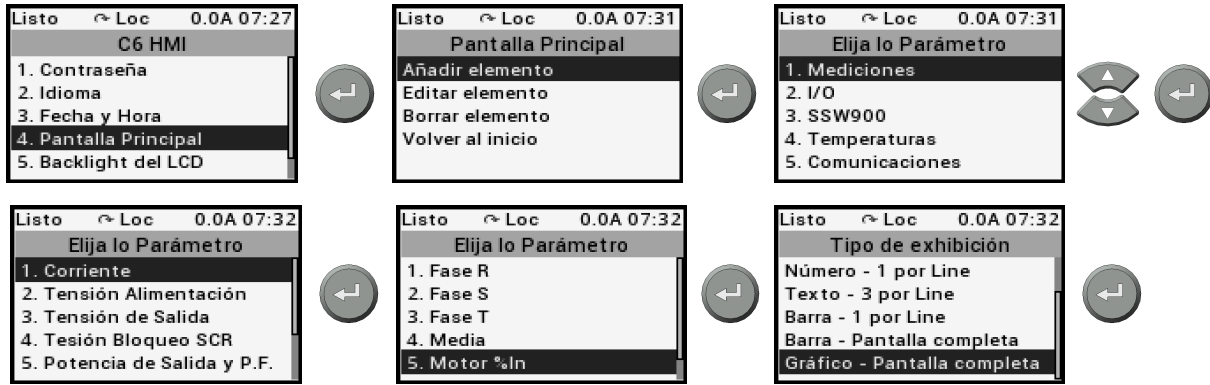 Listo Loc 0.0A 07:27
C6 HMI
1. Contraseña
2. Idioma
3. Fecha y Hora
4. Pantalla Principal
5. Backlight del LCD
Listo Loc 0.0A 07:31
Pantalla Principal
Añadir elemento
Editar elemento
Borrar elemento
Volver al inicio
Listo Loc 0.0A 07:31
Elija lo Parámetro
1. Mediciones
2. I/O
3. SSW900
4. Temperaturas
5. Comunicaciones
Listo Loc 0.0A 07:32
Elija lo Parámetro
1. Corriente
2. Tensión Alimentación
3. Tensión de Salida
4. Tesión Bloqueo SCR
5. Potencia de Salida y P.F.
Listo Loc 0.0A 07:32
Elija lo Parámetro
1. Fase R
2. Fase S
3. Fase T
4. Media
5. Motor %In
Listo Loc 0.0A 07:32
Tipo de exhibición
Número - 1 por Line
Texto - 3 por Line
Barra - 1 por Line
Barra - Pantalla completa
Gráfico - Pantalla completa